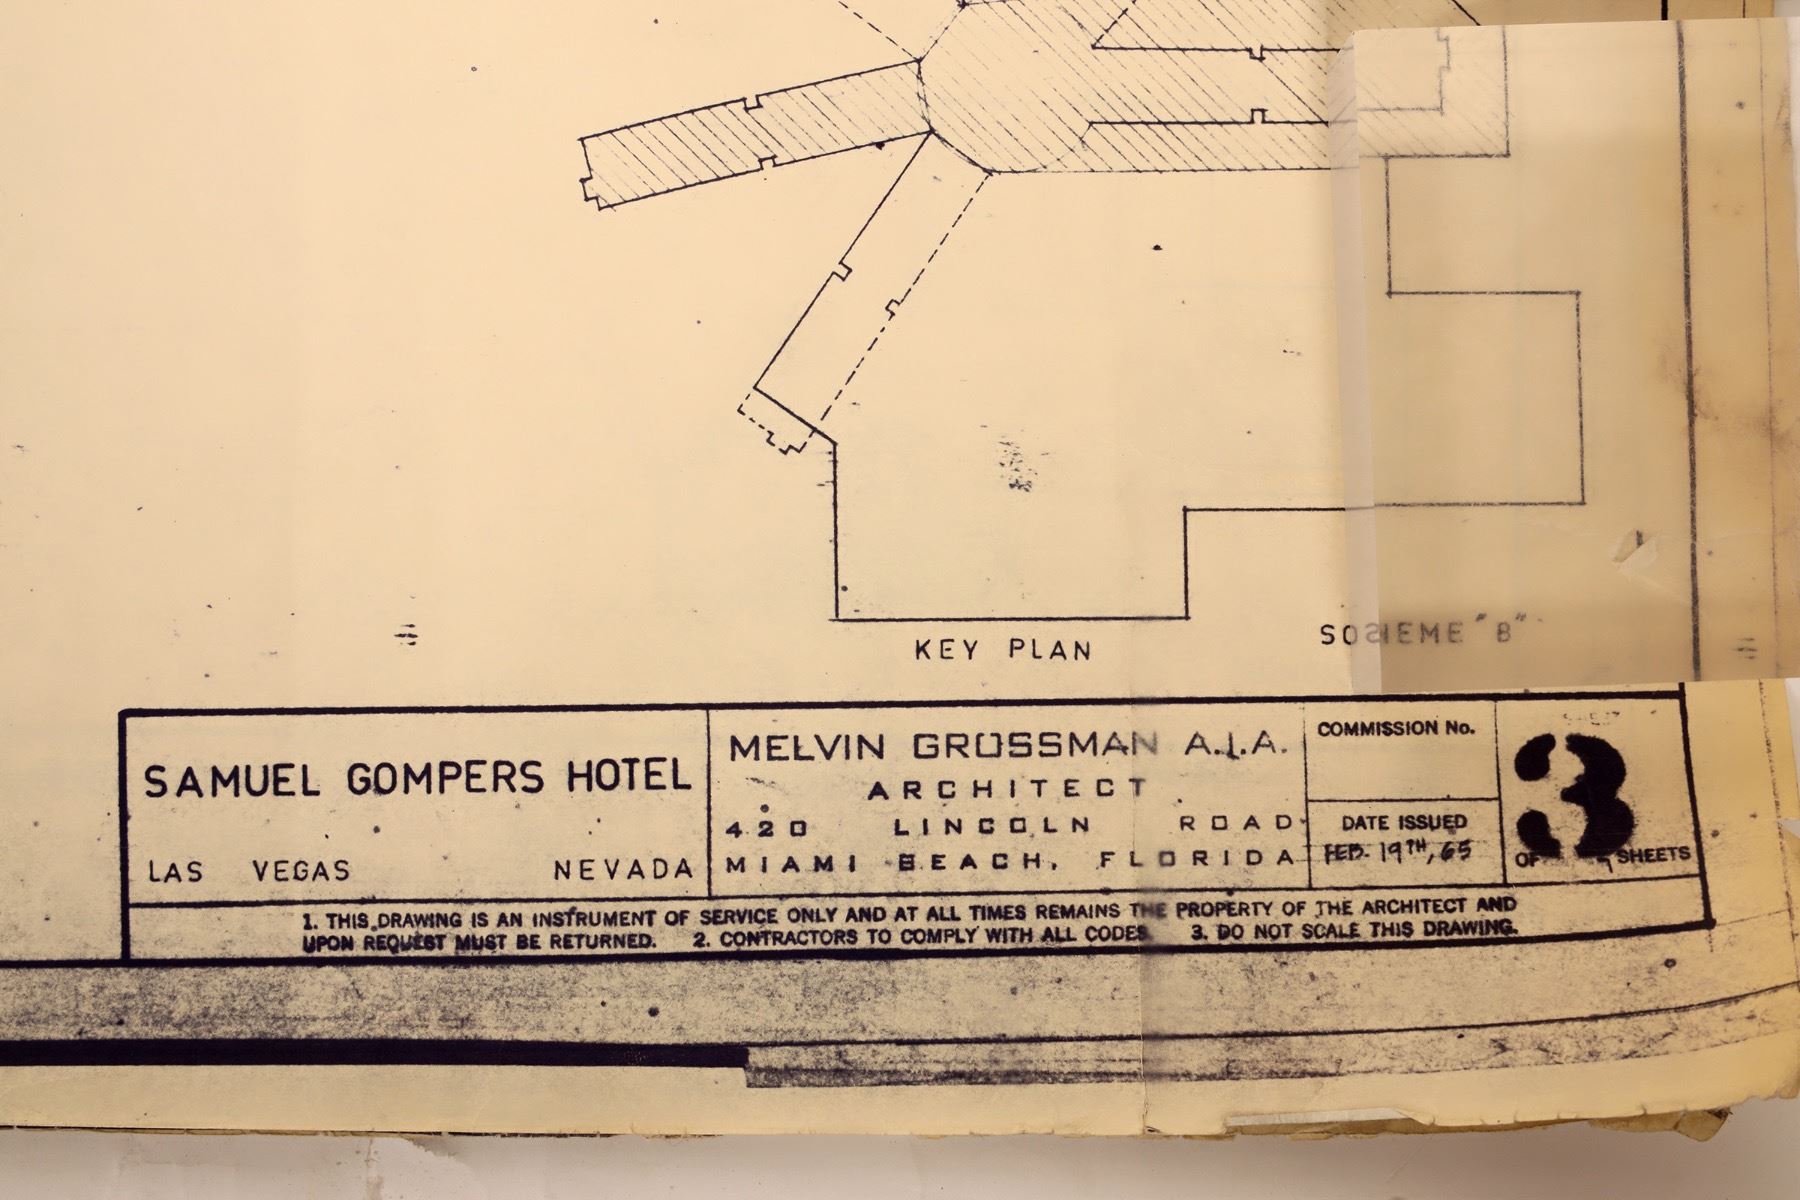 KEY PLAN
"B"
SAMUEL GOMPERS HOTEL
LAS VEGAS NEVADA
MELVIN GROSSMAN A.I.A.
ARCHITECT
420 LINCOLN ROAD
MIAMI BEACH, FLORIDA
COMMISSION No.
DATE ISSUED
FEB. 19TH, 65
3
OF 9 SHEETS
1. THIS DRAWING IS AN INSTRUMENT OF SERVICE ONLY AND AT ALL TIMES REMAINS THE PROPERTY OF THE ARCHITECT AND
UPON REQUEST MUST BE RETURNED. 2. CONTRACTORS TO COMPLY WITH ALL CODES 3. DO NOT SCALE THIS DRAWING.